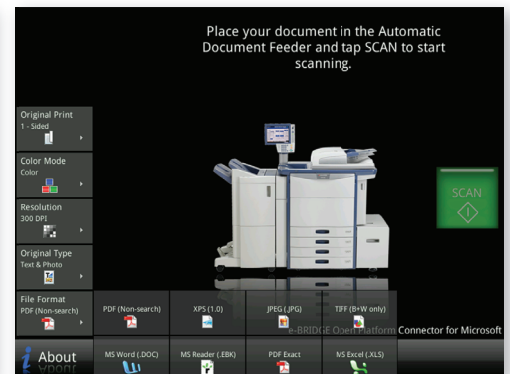 Place your document in the Automatic
Document Feeder and tap SCAN to start
scanning.
Original Print
1 - Sided
Color Mode
Color
Resolution
300 DPI
Original Type
Text & Photo
File Format
PDF (Non-search)
SCAN
PDF (Non-search)
XPS (1.0)
JPEG (.JPG)
TIFF (B+W only)
e-BRIDGE Open Platform Connector for Microsoft
About
MS Word (.DOC)
MS Reader (.EBK)
PDF Exact
MS Excel (.XLS)